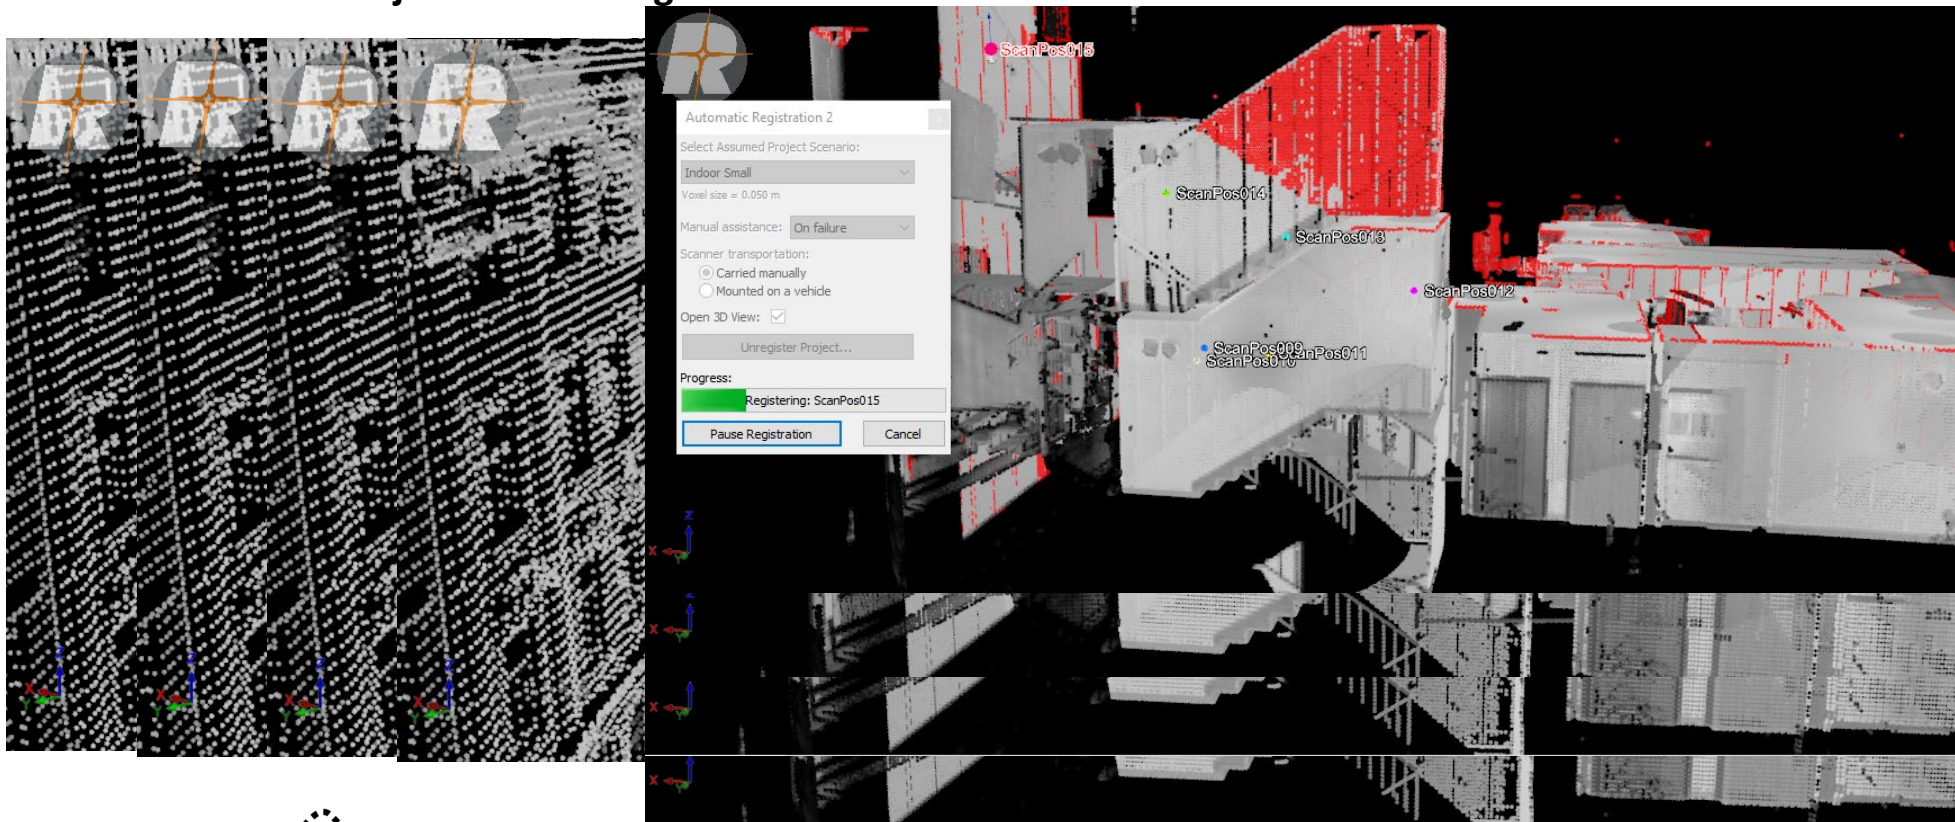 ScanPos015
Automatic Registration 2
Select Assumed Project Scenario:
Indoor Small
Voxel size = 0.050 m
Manual assistance: On failure
Scanner transportation:
Carried manually
Mounted on a vehicle
Open 3D View:
Unregister Project...
Progress:
Registering: ScanPos015
Pause Registration Cancel
ScanPos014
ScanPos013
ScanPos012
ScanPos009
ScanPos010
ScanPos011
Z
X
Y
Z
X
Y
Z
X
Y
Z
X
Y
Z
X
Y
Z
X
Y
X
Y
X
Y